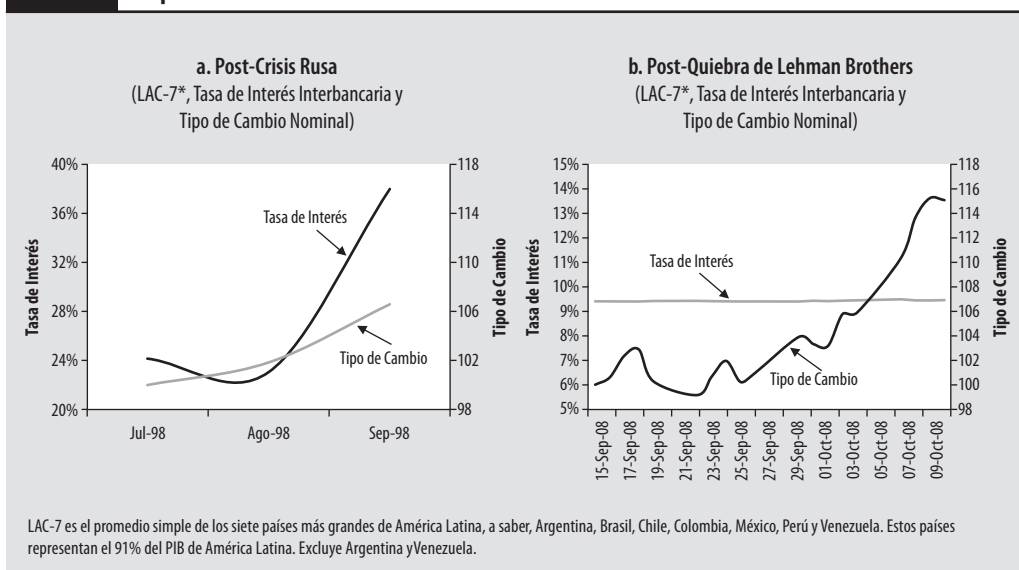 a. Post-Crisis Rusa
(LAC-7*, Tasa de Interés Interbancaria y
Tipo de Cambio Nominal)
Tasa de Interés
40%
36%
32%
28%
24%
20%
118
114
110
106
102
98
Tipo de Cambio
Tasa de Interés
Tipo de Cambio
Jul-98
Ago-98
Sep-98
b. Post-Quiebra de Lehman Brothers
(LAC-7*, Tasa de Interés Interbancaria y
Tipo de Cambio Nominal)
Tasa de Interés
15%
14%
13%
12%
11%
10%
9%
8%
7%
6%
5%
118
116
114
112
110
108
106
104
102
100
98
Tipo de Cambio
Tasa de Interés
Tipo de Cambio
15-Sep-08
17-Sep-08
19-Sep-08
21-Sep-08
23-Sep-08
25-Sep-08
27-Sep-08
29-Sep-08
01-Oct-08
03-Oct-08
05-Oct-08
07-Oct-08
09-Oct-08
LAC-7 es el promedio simple de los siete países más grandes de América Latina, a saber, Argentina, Brasil, Chile, Colombia, México, Perú y Venezuela. Estos países
representan el 91% del PIB de América Latina. Excluye Argentina yVenezuela.